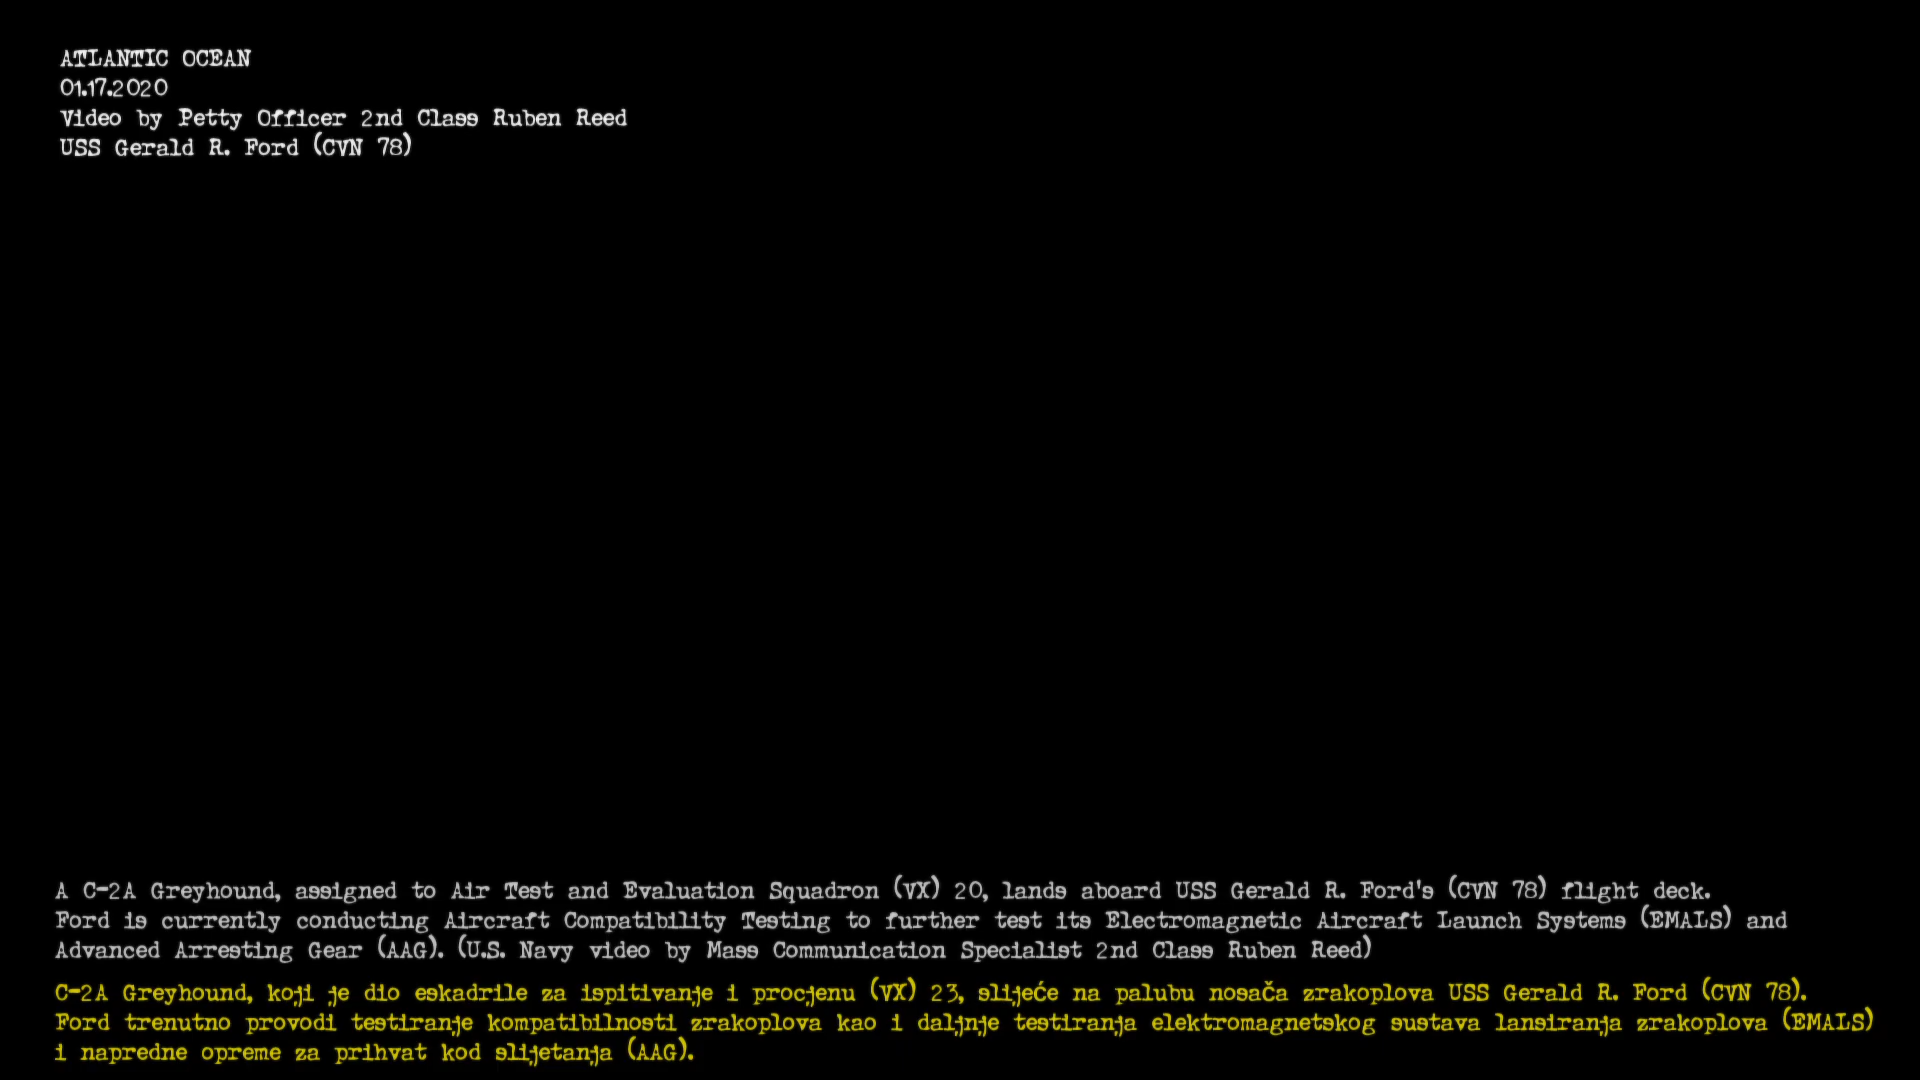 ATLANTIC OCEAN
01.17.2020
Video by Petty Officer 2nd Class Ruben Reed
USS Gerald R. Ford (CVN 78)
A C-2A Greyhound, assigned to Air Test and Evaluation Squadron (VX) 20, lands aboard USS Gerald R. Ford's (CVN 78) flight deck.
Ford is currently conducting Aircraft Compatibility Testing to further test its Electromagnetic Aircraft Launch Systems (EMALS) and
Advanced Arresting Gear (AAG). (U.S. Navy video by Mass Communication Specialist 2nd Class Ruben Reed)
C-2A Greyhound, koji je dio eskadrile za ispitivanje i procjenu (VX) 23, slijeće na palubu nosača zrakoplova USS Gerald R. Ford (CVN 78).
Ford trenutno provodi testiranje kompatibilnosti zrakoplova kao i daljnje testiranja elektromagnetskog sustava lansiranja zrakoplova (EMALS)
i napredne opreme za prihvat kod slijetanja (AAG).